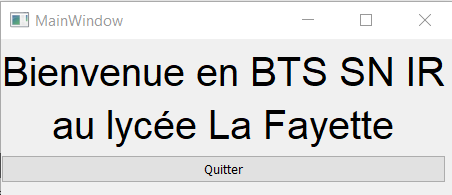 MainWindow
Bienvenue en BTS SN IR
au lycée La Fayette
Quitter